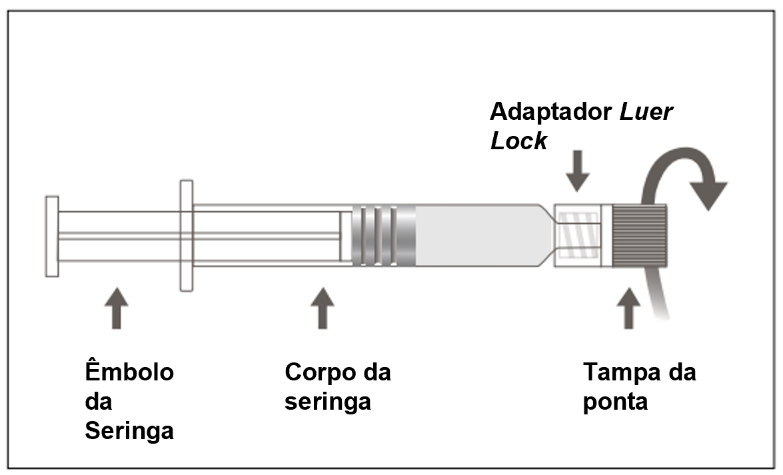 Adaptador Luer
Lock
Êmbolo
da
Seringa
Corpo da
seringa
Tampa da
ponta